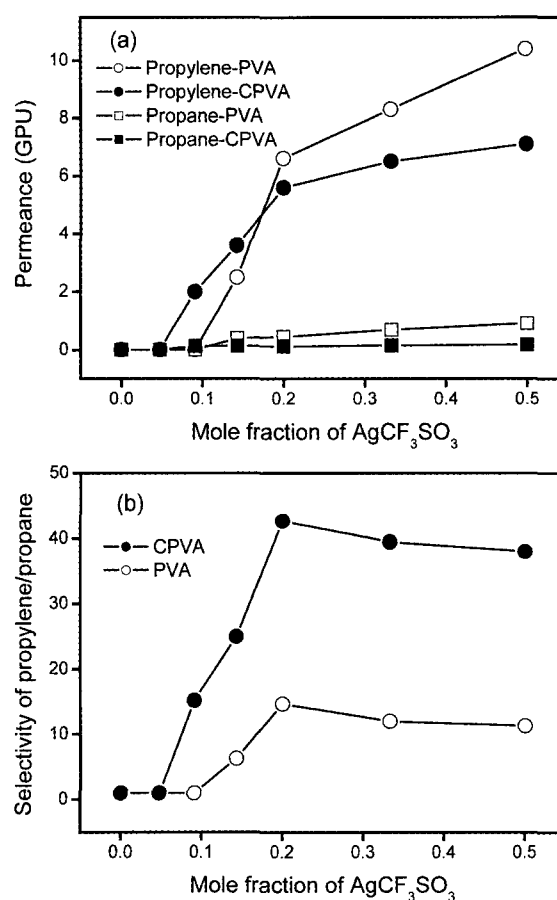 (a)
Propylene-PVA
Propylene-CPVA
Propane-PVA
Propane-CPVA
Permeance (GPU)
10
8
6
4
2
0
0.0 0.1 0.2 0.3 0.4 0.5
Mole fraction of AgCF₃SO₃
(b)
CPVA
PVA
Selectivity of propylene/propane
50
40
30
20
10
0
0.0 0.1 0.2 0.3 0.4 0.5
Mole fraction of AgCF₃SO₃